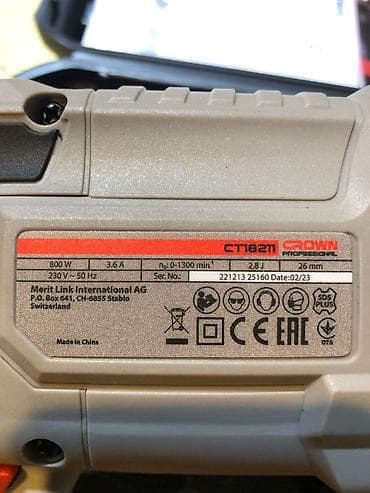 CT18211 CROWN PROFESSIONAL
800 W 3.6 A n₀: 0-1300 min⁻¹ 2.8 J 26 mm
230 V ~ 50 Hz Ser. No.: 221213 25160 Date:02/23
Merit Link International AG
P.O. Box 641, CH-6855 Stabio
Switzerland
SDS PLUS
Made in China
CE EAC 078